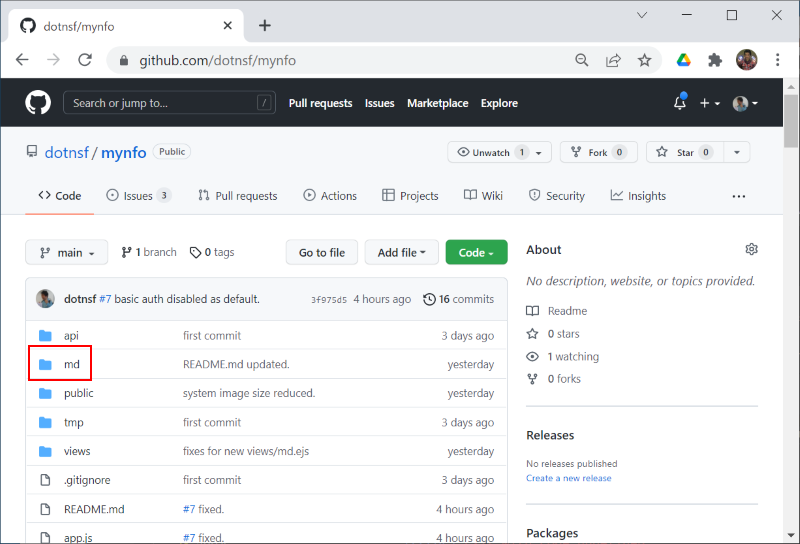 dotnsf/mynfo
github.com/dotnsf/mynfo
Search or jump to... / Pull requests Issues Marketplace Explore
dotnsf / mynfo Public Unwatch 1 Fork 0 Star 0
Code Issues 3 Pull requests Actions Projects Wiki Security Insights
main 1 branch 0 tags Go to file Add file Code
About
No description, website, or topics provided.
dotnsf #7 basic auth disabled as default. 3f975d5 4 hours ago 16 commits
Readme
api first commit 3 days ago
0 stars
md README.md updated. yesterday
1 watching
0 forks
public system image size reduced. yesterday
tmp first commit 3 days ago
Releases
views fixes for new views/md.ejs yesterday
No releases published
Create a new release
.gitignore first commit 3 days ago
README.md #7 fixed. 4 hours ago
Packages
app.js #7 fixed. 4 hours ago